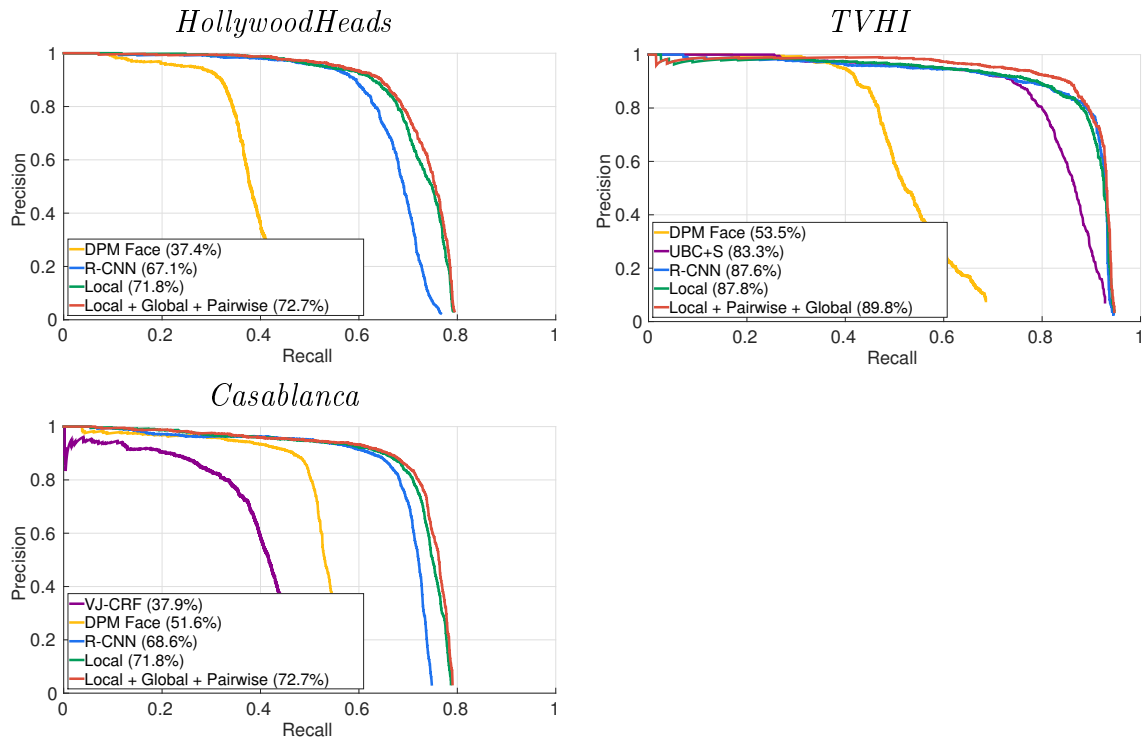 HollywoodHeads
1
0.8
0.6
0.4
0.2
0
Precision
DPM Face (37.4%)
R-CNN (67.1%)
Local (71.8%)
Local + Global + Pairwise (72.7%)
0 0.2 0.4 0.6 0.8 1
Recall
TVHI
1
0.8
0.6
0.4
0.2
0
Precision
DPM Face (53.5%)
UBC+S (83.3%)
R-CNN (87.6%)
Local (87.8%)
Local + Pairwise + Global (89.8%)
0 0.2 0.4 0.6 0.8 1
Recall
Casablanca
1
0.8
0.6
0.4
0.2
0
Precision
VJ-CRF (37.9%)
DPM Face (51.6%)
R-CNN (68.6%)
Local (71.8%)
Local + Global + Pairwise (72.7%)
0 0.2 0.4 0.6 0.8 1
Recall